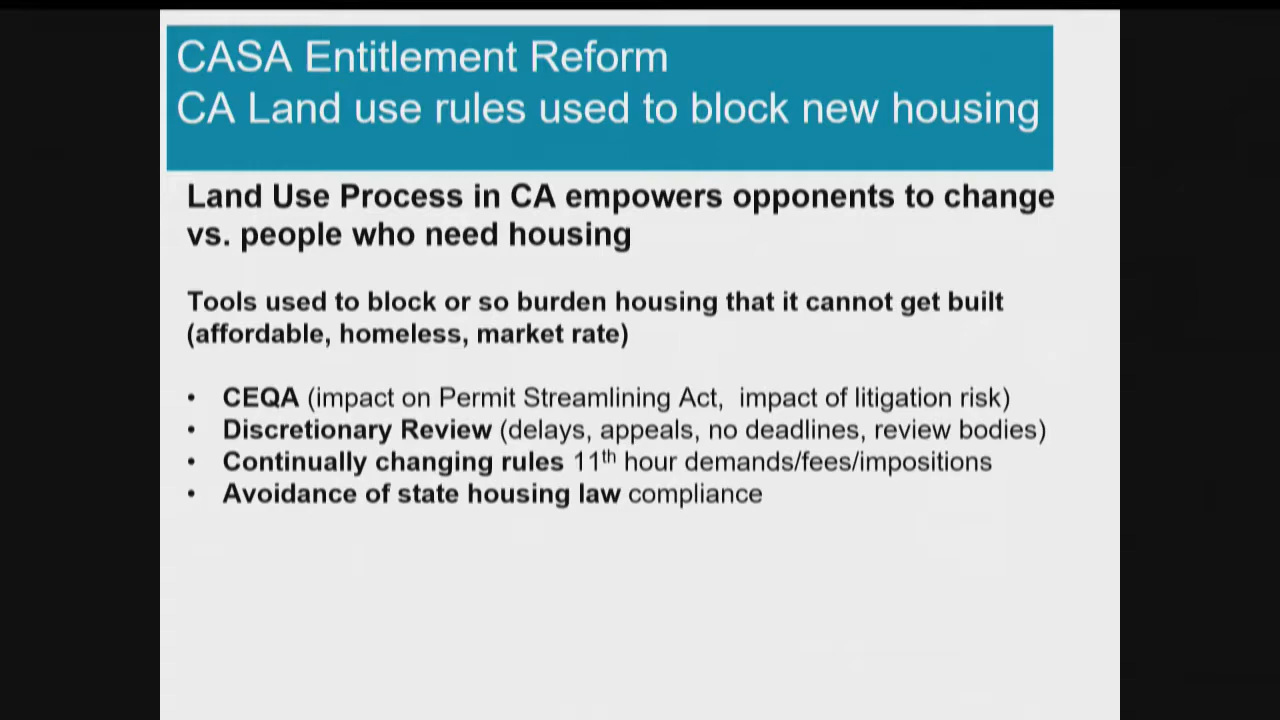 CASA Entitlement Reform
CA Land use rules used to block new housing
Land Use Process in CA empowers opponents to change
vs. people who need housing
Tools used to block or so burden housing that it cannot get built
(affordable, homeless, market rate)
• CEQA (impact on Permit Streamlining Act, impact of litigation risk)
• Discretionary Review (delays, appeals, no deadlines, review bodies)
• Continually changing rules 11th hour demands/fees/impositions
• Avoidance of state housing law compliance